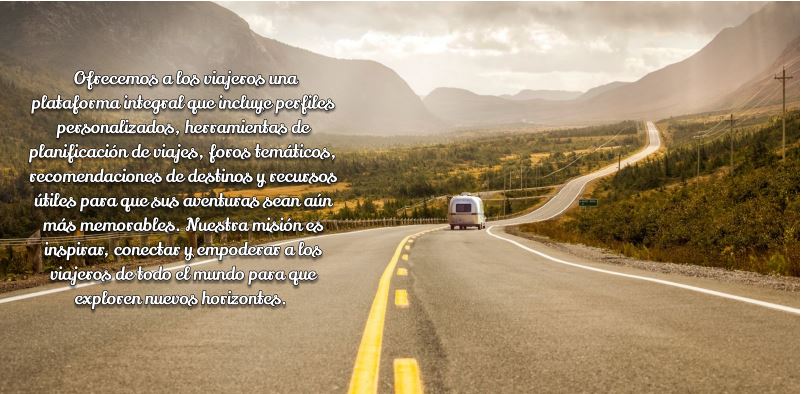 Ofrecemos a los viajeros una
plataforma integral que incluye perfiles
personalizados, herramientas de
planificación de viajes, foros temáticos,
recomendaciones de destinos y recursos
útiles para que sus aventuras sean aún
más memorables. Nuestra misión es
inspirar, conectar y empoderar a los
viajeros de todo el mundo para que
exploren nuevos horizontes.